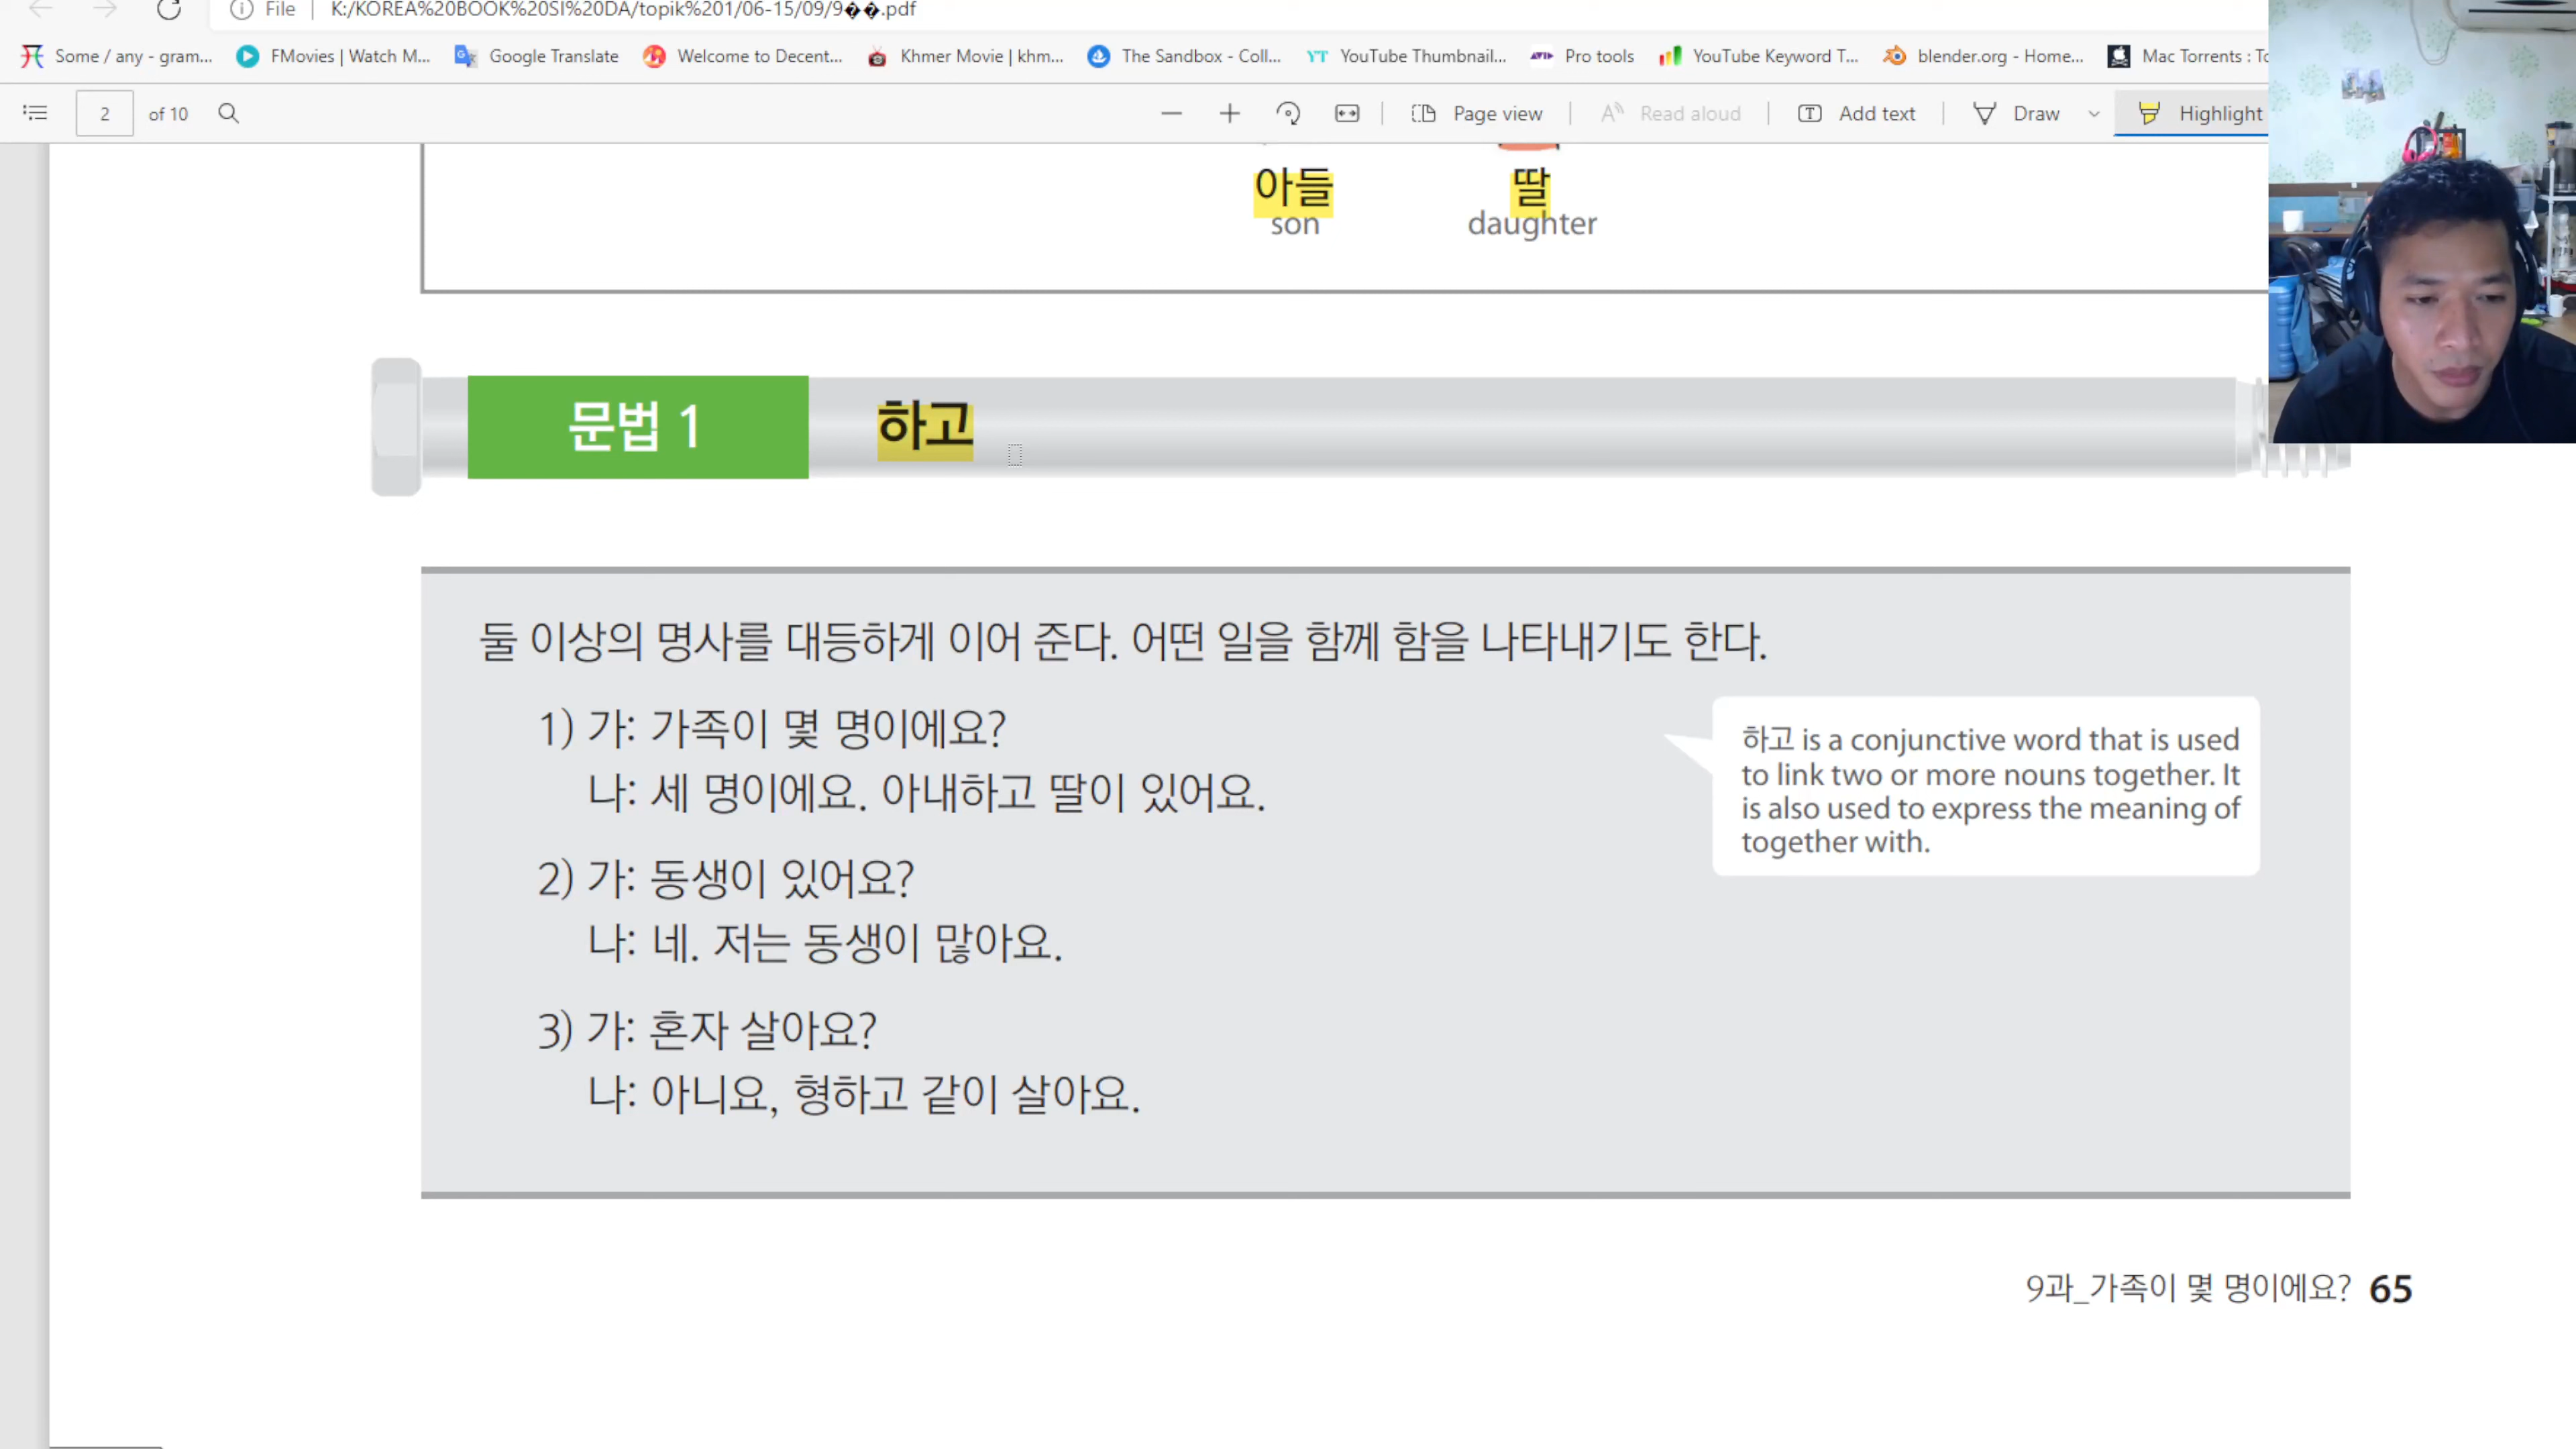 File | K:/KOREA%20BOOK%20SI%20DA/topik%201/06-15/09/9��.pdf
Some / any - gram... FMovies | Watch M... Google Translate Welcome to Decent... Khmer Movie | khm... The Sandbox - Coll... YT YouTube Thumbnail... Pro tools YouTube Keyword T... blender.org - Home... Mac Torrents : To
2 of 10 Page view Read aloud Add text Draw Highlight
아들 딸
son daughter
문법 1 하고
둘 이상의 명사를 대등하게 이어 준다. 어떤 일을 함께 함을 나타내기도 한다.
1) 가: 가족이 몇 명이에요?
나: 세 명이에요. 아내하고 딸이 있어요.
2) 가: 동생이 있어요?
나: 네. 저는 동생이 많아요.
3) 가: 혼자 살아요?
나: 아니요, 형하고 같이 살아요.
하고 is a conjunctive word that is used
to link two or more nouns together. It
is also used to express the meaning of
together with.
9과_가족이 몇 명이에요? 65